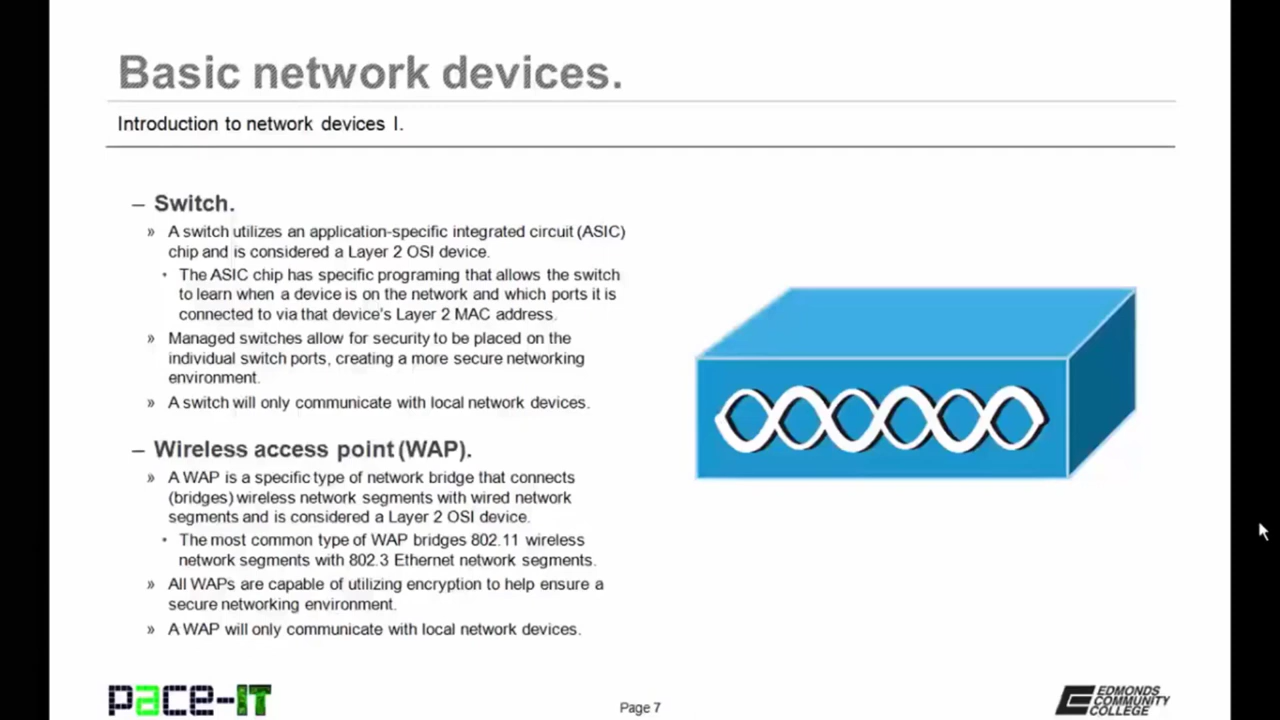 Basic network devices.
Introduction to network devices I.
– Switch.
» A switch utilizes an application-specific integrated circuit (ASIC)
chip and is considered a Layer 2 OSI device.
• The ASIC chip has specific programing that allows the switch
to learn when a device is on the network and which ports it is
connected to via that device's Layer 2 MAC address.
» Managed switches allow for security to be placed on the
individual switch ports, creating a more secure networking
environment.
» A switch will only communicate with local network devices.
– Wireless access point (WAP).
» A WAP is a specific type of network bridge that connects
(bridges) wireless network segments with wired network
segments and is considered a Layer 2 OSI device.
• The most common type of WAP bridges 802.11 wireless
network segments with 802.3 Ethernet network segments.
» All WAPs are capable of utilizing encryption to help ensure a
secure networking environment.
» A WAP will only communicate with local network devices.
pace-IT
Page 7
EDMONDS
COMMUNITY
COLLEGE